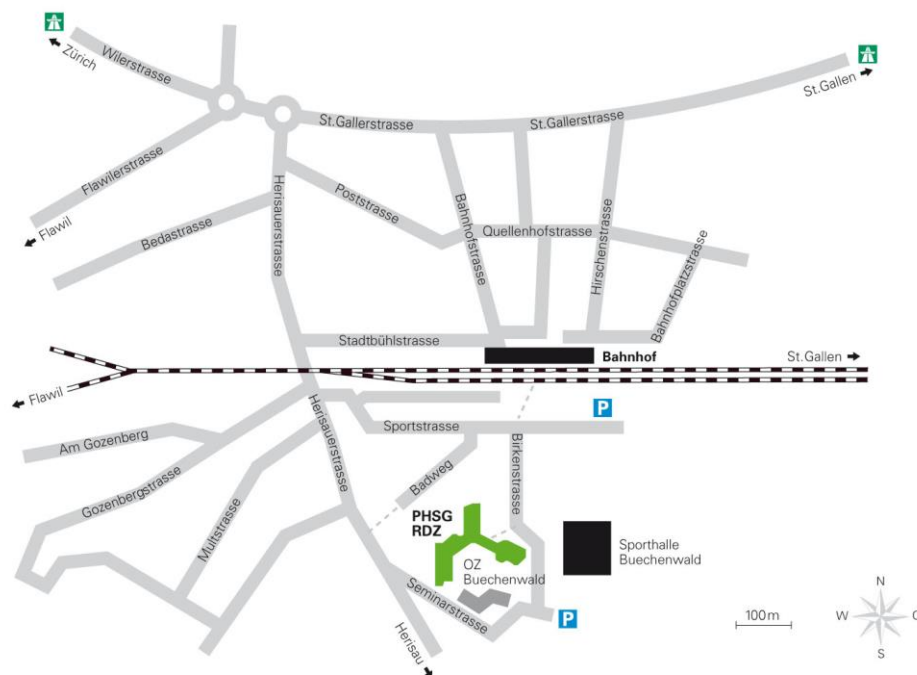 Wilerstrasse
Zürich
St.Gallen
St.Gallerstrasse
St.Gallerstrasse
Flawilerstrasse
Flawil
Herisauerstrasse
Poststrasse
Bahnhofstrasse
Quellenhofstrasse
Hirschenstrasse
Bahnhofplatzstrasse
Bedastrasse
Stadtbühlstrasse
Bahnhof
St.Gallen
Flawil
P
Sportstrasse
Am Gozenberg
Herisauerstrasse
Badweg
Birkenstrasse
Gozenbergstrasse
Multstrasse
PHSG
RDZ
OZ
Buechenwald
Sporthalle
Buechenwald
Seminarstrasse
P
Herisau
100m
N
W
O
S